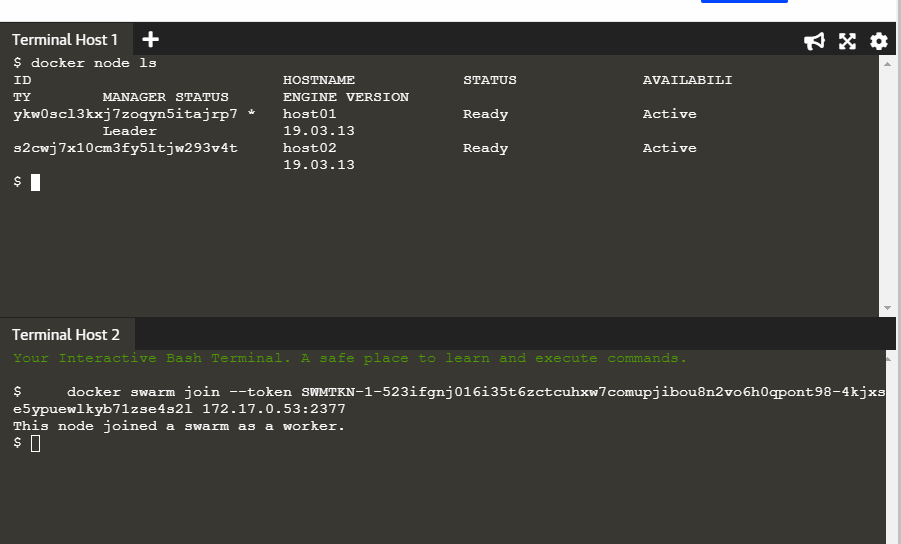 Terminal Host 1
$ docker node ls
ID HOSTNAME STATUS AVAILABILI
TY MANAGER STATUS ENGINE VERSION
ykw0scl3kxj7zoqyn5itajrp7 * host01 Ready Active
Leader 19.03.13
s2cwj7x10cm3fy5ltjw293v4t host02 Ready Active
19.03.13
$
Terminal Host 2
Your Interactive Bash Terminal. A safe place to learn and execute commands.
$ docker swarm join --token SWMTKN-1-523ifgnj016i35t6zctcuhxw7comupjibou8n2vo6h0qpont98-4kjxs
e5ypuewlkyb71zse4s2l 172.17.0.53:2377
This node joined a swarm as a worker.
$